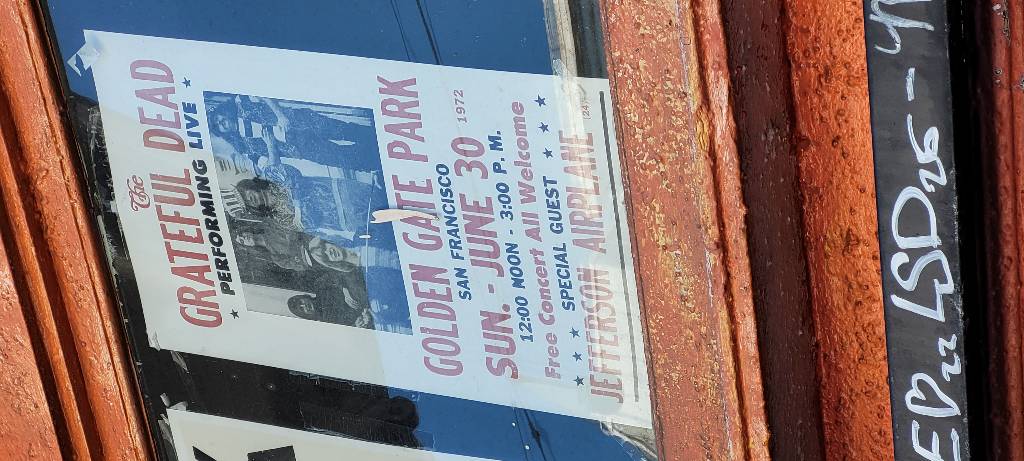 The
GRATEFUL DEAD
PERFORMING LIVE
GOLDEN GATE PARK
SAN FRANCISCO
SUN. - JUNE 30 1972
12:00 NOON - 3:00 P. M.
Free Concert All Welcome
SPECIAL GUEST
JEFFERSON AIRPLANE
LSD25